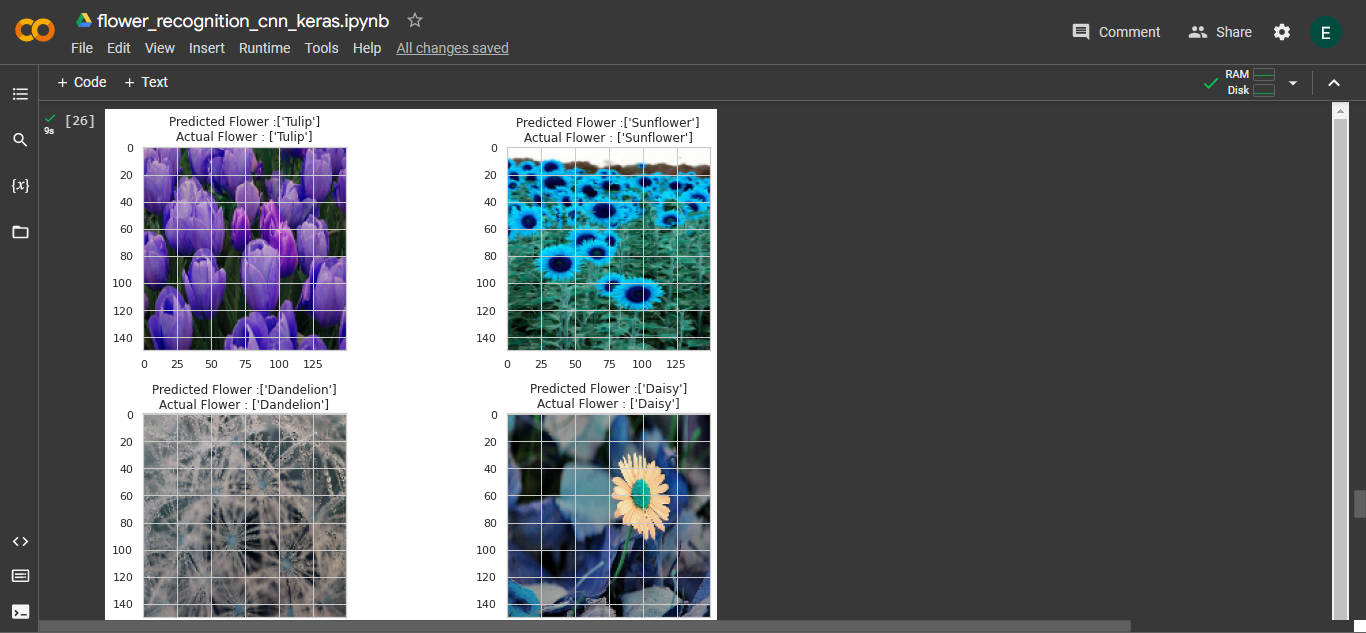 flower_recognition_cnn_keras.ipynb
File Edit View Insert Runtime Tools Help All changes saved
Comment Share E
+ Code + Text
RAM
Disk
[26]
9s
{x}
Predicted Flower :['Tulip']
Actual Flower : ['Tulip']
0
20
40
60
80
100
120
140
0 25 50 75 100 125
Predicted Flower :['Sunflower']
Actual Flower : ['Sunflower']
0
20
40
60
80
100
120
140
0 25 50 75 100 125
Predicted Flower :['Dandelion']
Actual Flower : ['Dandelion']
0
20
40
60
80
100
120
140
Predicted Flower :['Daisy']
Actual Flower : ['Daisy']
0
20
40
60
80
100
120
140